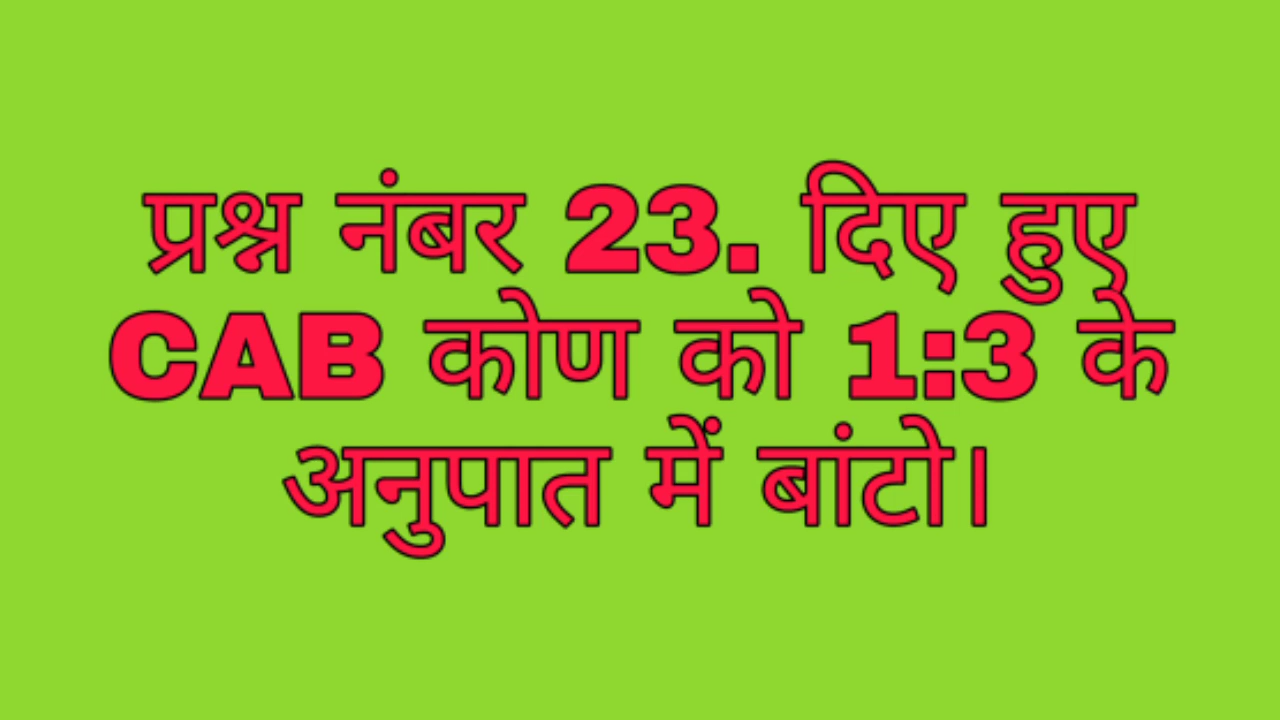 प्रश्न नंबर 23. दिए हुए
CAB कोण को 1:3 के
अनुपात में बांटो।